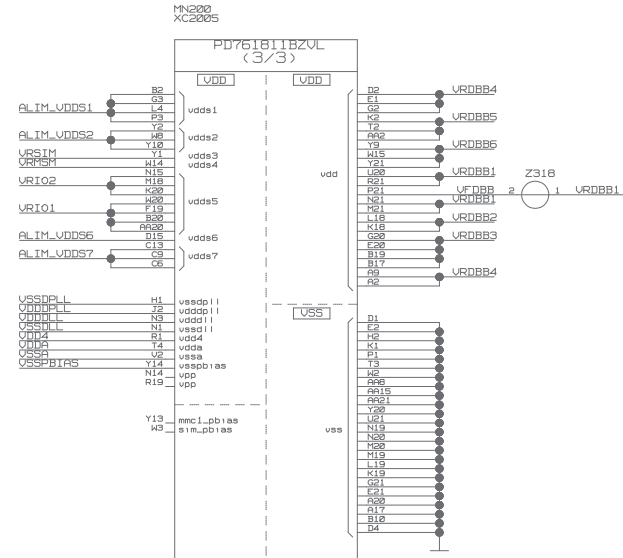 MN200
XC2005
PD761811BZVL
(3/3)
VDD VDD
B2 D2 VRDBB4
G3 E1
ALIM_VDDS1 L4 vdds1 G2
P3 K2 VRDBB5
Y2 T2
ALIM_VDDS2 W8 vdds2 AA2
Y10 Y9 VRDBB6
VRSIM Y1 vdds3 W15
VRMSM W14 vdds4 Y21
N15 vdd U20 VRDBB1
VRIO2 M18 R21
K20 P21 VFDBB 2 Z318 1 VRDBB1
W20 vdds5 N21 VRDBB1
VRIO1 F19 M21
B20 L18 VRDBB2
AA20 K18
ALIM_VDDS6 D15 vdds6 G20 VRDBB3
C13 E20
ALIM_VDDS7 C9 vdds7 B19
C6 B17
A9 VRDBB4
A2
VSSDPLL H1 vssdpll
VDDDPLL J2 vdddpll VSS
VDDDLL N3 vdddll D1
VSSDLL N1 vssdll E2
VDD4 R1 vdd4 H2
VDDA T4 vdda K1
VSSA V2 vssa P1
VSSPBIAS Y14 vsspbias T3
N14 vpp W2
R19 vpp AA6
AA15
AA21
Y20
Y13 mmc1_pbias U21
W3 sim_pbias vss N19
N20
M20
M19
L19
K19
G21
E21
A20
A17
B10
D4